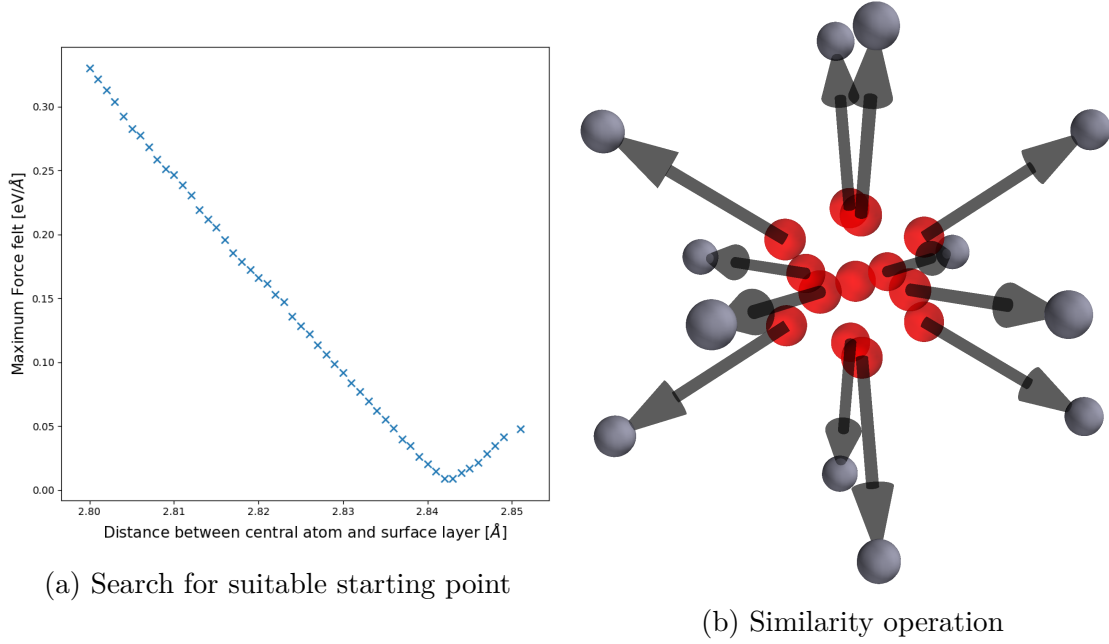 Maximum Force felt [eV/Å]
0.30
0.25
0.20
0.15
0.10
0.05
0.00
2.80 2.81 2.82 2.83 2.84 2.85
Distance between central atom and surface layer [Å]
(a) Search for suitable starting point
(b) Similarity operation